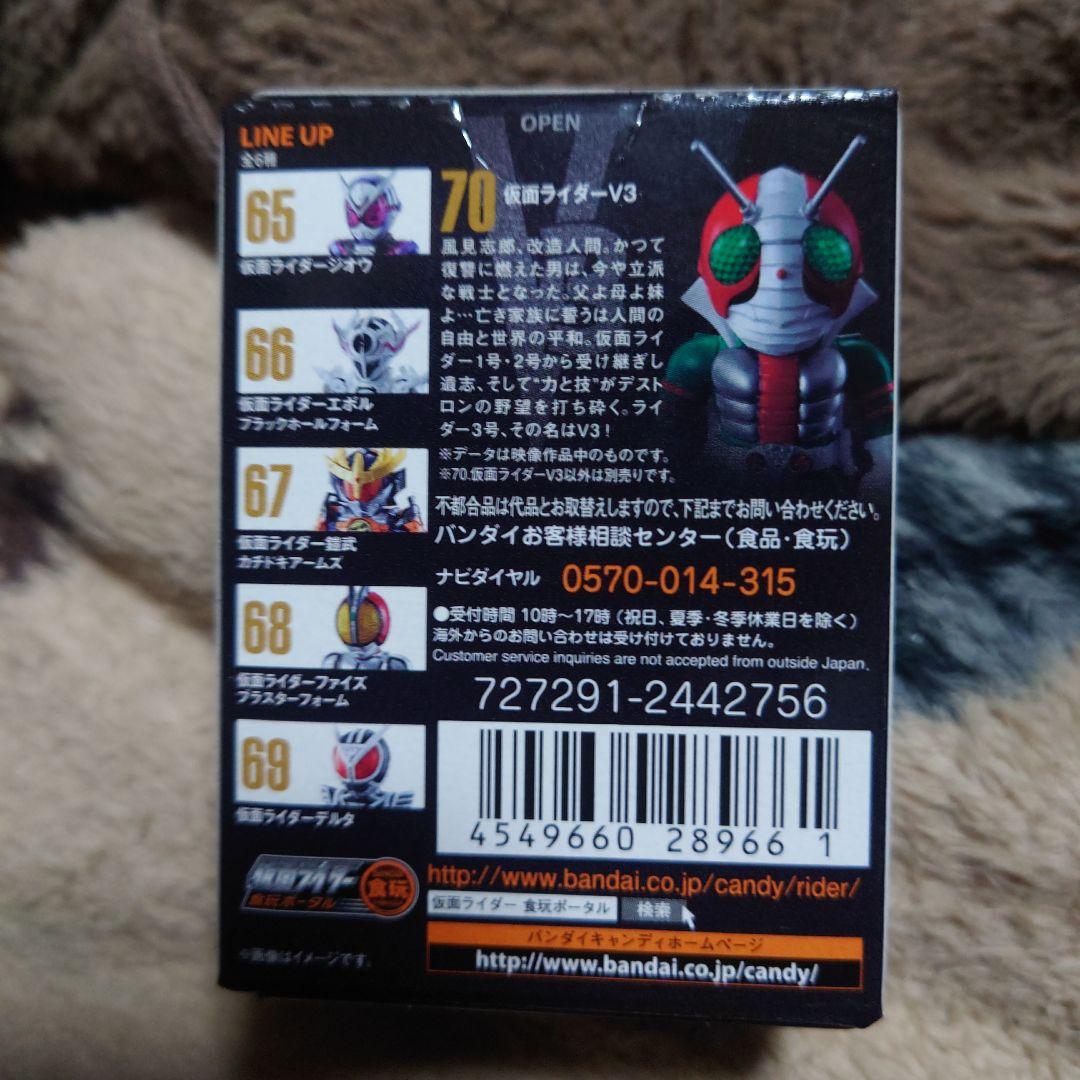 LINE UP
全6種
65
仮面ライダージオウ
66
仮面ライダーエボル
ブラックホールフォーム
67
仮面ライダー鎧武
カチドキアームズ
68
仮面ライダーファイズ
ブラスターフォーム
69
仮面ライダーデルタ
仮面ライダー
食玩ポータル
食玩
※画像はイメージです。
OPEN
70 仮面ライダーV3
風見志郎、改造人間。かつて
復讐に燃えた男は、今や立派
な戦士となった。父よ母よ妹
よ…亡き家族に誓うは人間の
自由と世界の平和。仮面ライ
ダー1号・2号から受け継ぎし
遺志、そして“力と技”がデスト
ロンの野望を打ち砕く。ライ
ダー3号、その名はV3!
※データは映像作品中のものです。
※70.仮面ライダーV3以外は別売りです。
不都合品は代品とお取替えしますので、下記までお問い合わせください。
バンダイお客様相談センター(食品・食玩)
ナビダイヤル 0570-014-315
●受付時間 10時〜17時(祝日、夏季・冬季休業日を除く)
海外からのお問い合わせは受け付けておりません。
Customer service inquiries are not accepted from outside Japan.
727291-2442756
4549660 28966 1
http://www.bandai.co.jp/candy/rider/
仮面ライダー 食玩ポータル 検索
バンダイキャンディホームページ
http://www.bandai.co.jp/candy/